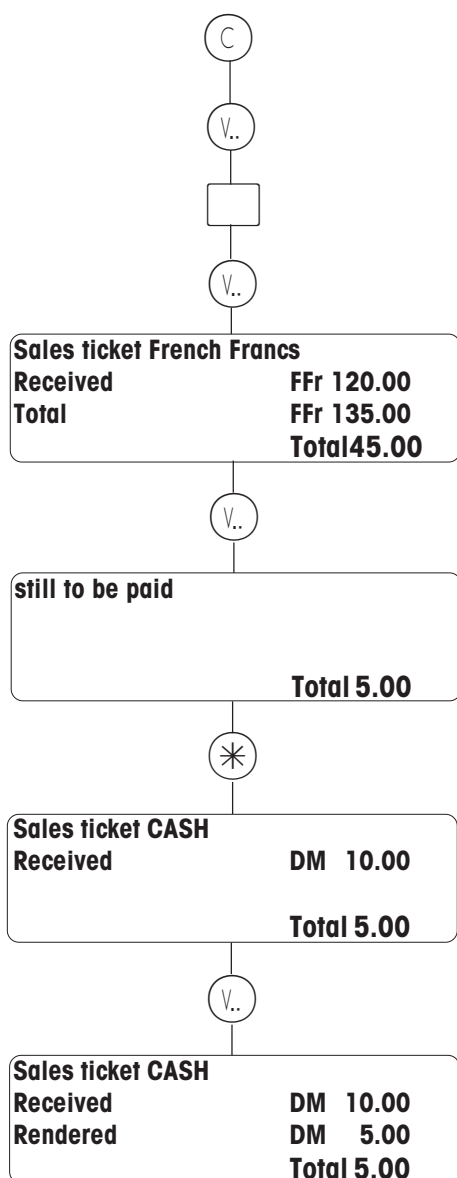 C
V..
V..
Sales ticket French Francs
Received FFr 120.00
Total FFr 135.00
Total45.00
V..
still to be paid
Total 5.00
Sales ticket CASH
Received DM 10.00
Total 5.00
V..
Sales ticket CASH
Received DM 10.00
Rendered DM 5.00
Total 5.00